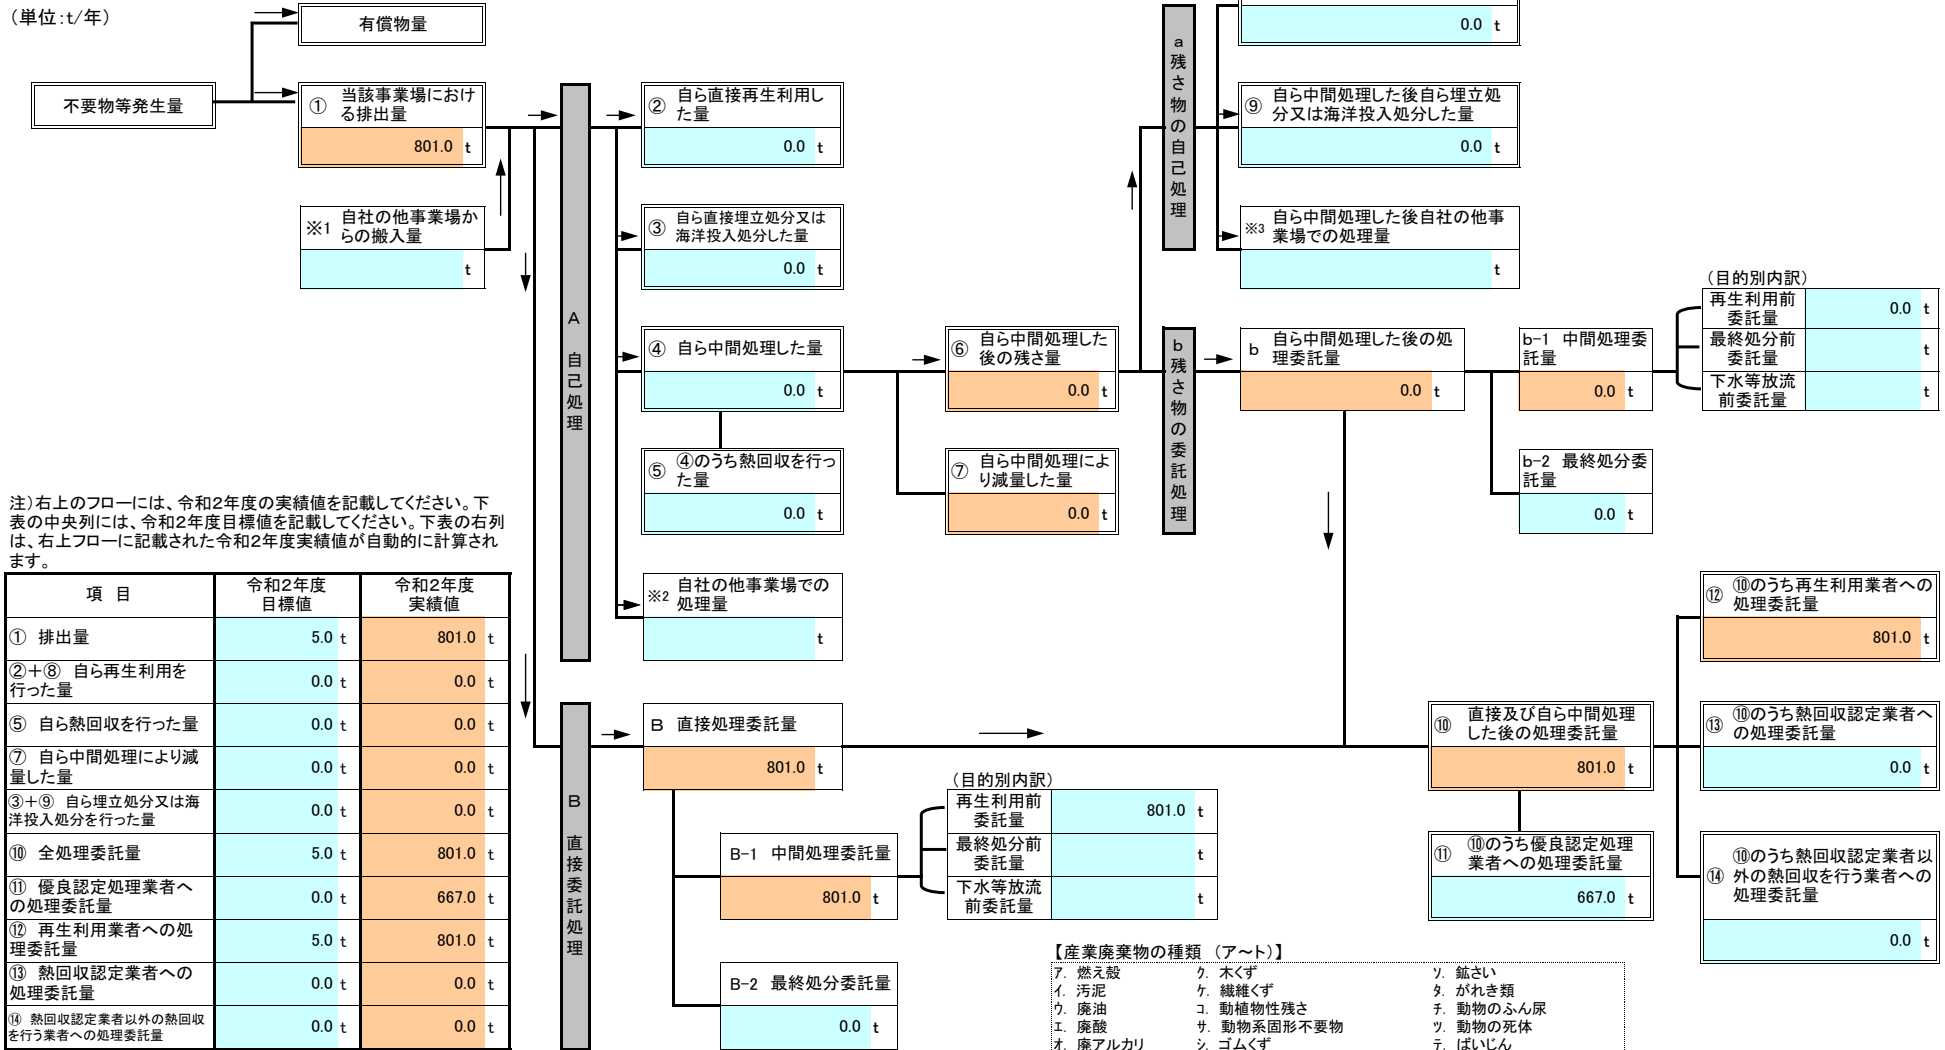 (単位:t/年)
有償物量
不要物等発生量
① 当該事業場におけ
る排出量
801.0 t
※1 自社の他事業場か
らの搬入量
t
A 自己処理
② 自ら直接再生利用し
た量
0.0 t
③ 自ら直接埋立処分又は
海洋投入処分した量
0.0 t
④ 自ら中間処理した量
0.0 t
⑤ ④のうち熱回収を行っ
た量
0.0 t
※2 自社の他事業場での
処理量
t
⑥ 自ら中間処理した
後の残さ量
0.0 t
⑦ 自ら中間処理によ
り減量した量
0.0 t
a 残さ物の自己処理
0.0 t
⑨ 自ら中間処理した後自ら埋立処
分又は海洋投入処分した量
0.0 t
※3 自ら中間処理した後自社の他事
業場での処理量
t
b 残さ物の委託処理
b 自ら中間処理した後の処
理委託量
0.0 t
b-1 中間処理委
託量
0.0 t
b-2 最終処分委
託量
0.0 t
(目的別内訳)
再生利用前
委託量
0.0 t
最終処分前
委託量
t
下水等放流
前委託量
t
注)右上のフローには、令和2年度の実績値を記載してください。下
表の中央列には、令和2年度目標値を記載してください。下表の右列
は、右上フローに記載された令和2年度実績値が自動的に計算され
ます。
項 目
令和2年度
目標値
令和2年度
実績値
① 排出量 5.0 t 801.0 t
②+⑧ 自ら再生利用を
行った量
0.0 t 0.0 t
⑤ 自ら熱回収を行った量 0.0 t 0.0 t
⑦ 自ら中間処理により減
量した量
0.0 t 0.0 t
③+⑨ 自ら埋立処分又は海
洋投入処分を行った量
0.0 t 0.0 t
⑩ 全処理委託量 5.0 t 801.0 t
⑪ 優良認定処理業者へ
の処理委託量
0.0 t 667.0 t
⑫ 再生利用業者への処
理委託量
5.0 t 801.0 t
⑬ 熱回収認定業者への
処理委託量
0.0 t 0.0 t
⑭ 熱回収認定業者以外の熱回収
を行う業者への処理委託量
0.0 t 0.0 t
B 直接委託処理
B 直接処理委託量
801.0 t
B-1 中間処理委託量
801.0 t
B-2 最終処分委託量
0.0 t
(目的別内訳)
再生利用前
委託量
801.0 t
最終処分前
委託量
t
下水等放流
前委託量
t
⑩ 直接及び自ら中間処理
した後の処理委託量
801.0 t
⑪ ⑩のうち優良認定処理
業者への処理委託量
667.0 t
⑫ ⑩のうち再生利用業者への
処理委託量
801.0 t
⑬ ⑩のうち熱回収認定業者へ
の処理委託量
0.0 t
⑭ ⑩のうち熱回収認定業者以
外の熱回収を行う業者への
処理委託量
0.0 t
【産業廃棄物の種類 (ア~ト)】
ア. 燃え殻 ク. 木くず ソ. 鉱さい
イ. 汚泥 ケ. 繊維くず タ. がれき類
ウ. 廃油 コ. 動植物性残さ チ. 動物のふん尿
エ. 廃酸 サ. 動物系固形不要物 ツ. 動物の死体
オ. 廃アルカリ シ. ゴムくず テ. ばいじん